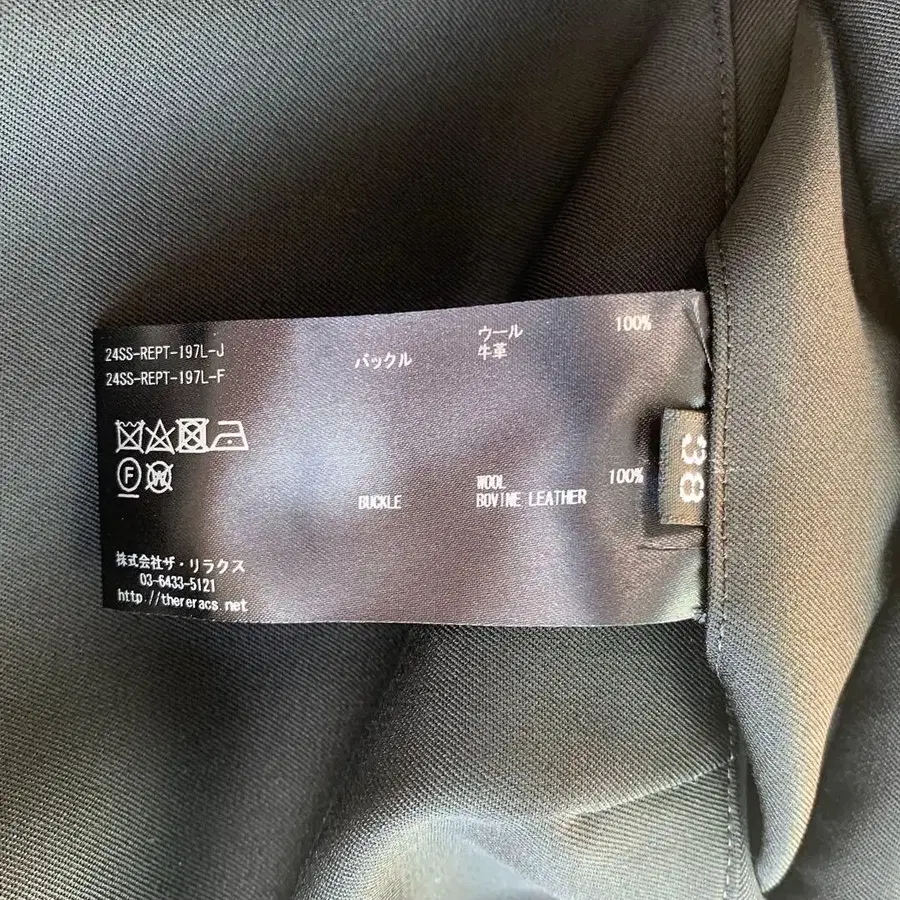 24SS-REPT-197L-J
24SS-REPT-197L-F
ウール 100%
バックル 牛革
WOOL 100%
BUCKLE BOVINE LEATHER
F
W
株式会社ザ・リラクス
03-6433-5121
http://thereracs.net
38